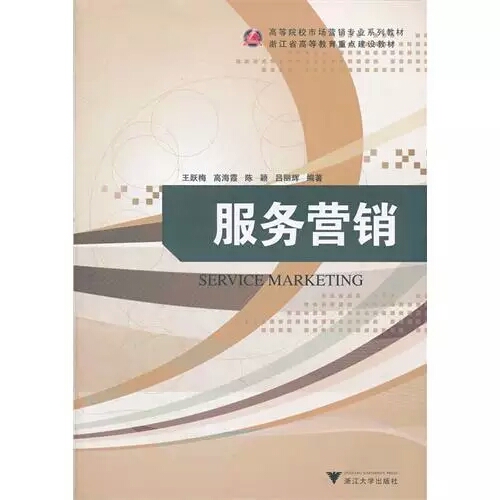 高等院校市场营销专业系列教材
浙江省高等教育重点建设教材
王跃梅 高海霞 陈 颖 吕丽辉 编著
服务营销
SERVICE MARKETING
浙江大学出版社